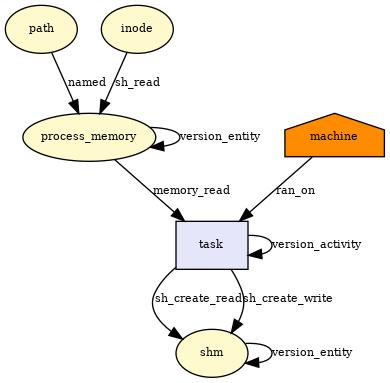 path
inode
named
sh_read
process_memory
version_entity
machine
memory_read
ran_on
task
version_activity
sh_create_read
sh_create_write
shm
version_entity